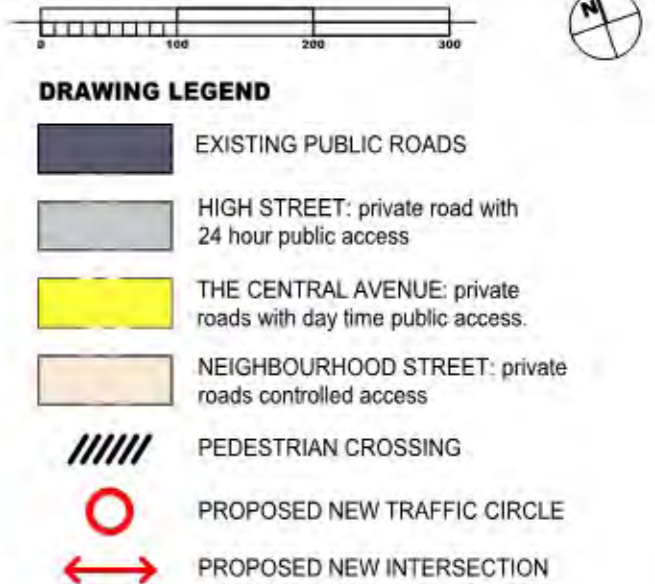 0 100 200 300
N
DRAWING LEGEND
EXISTING PUBLIC ROADS
HIGH STREET: private road with
24 hour public access
THE CENTRAL AVENUE: private
roads with day time public access.
NEIGHBOURHOOD STREET: private
roads controlled access
PEDESTRIAN CROSSING
PROPOSED NEW TRAFFIC CIRCLE
PROPOSED NEW INTERSECTION